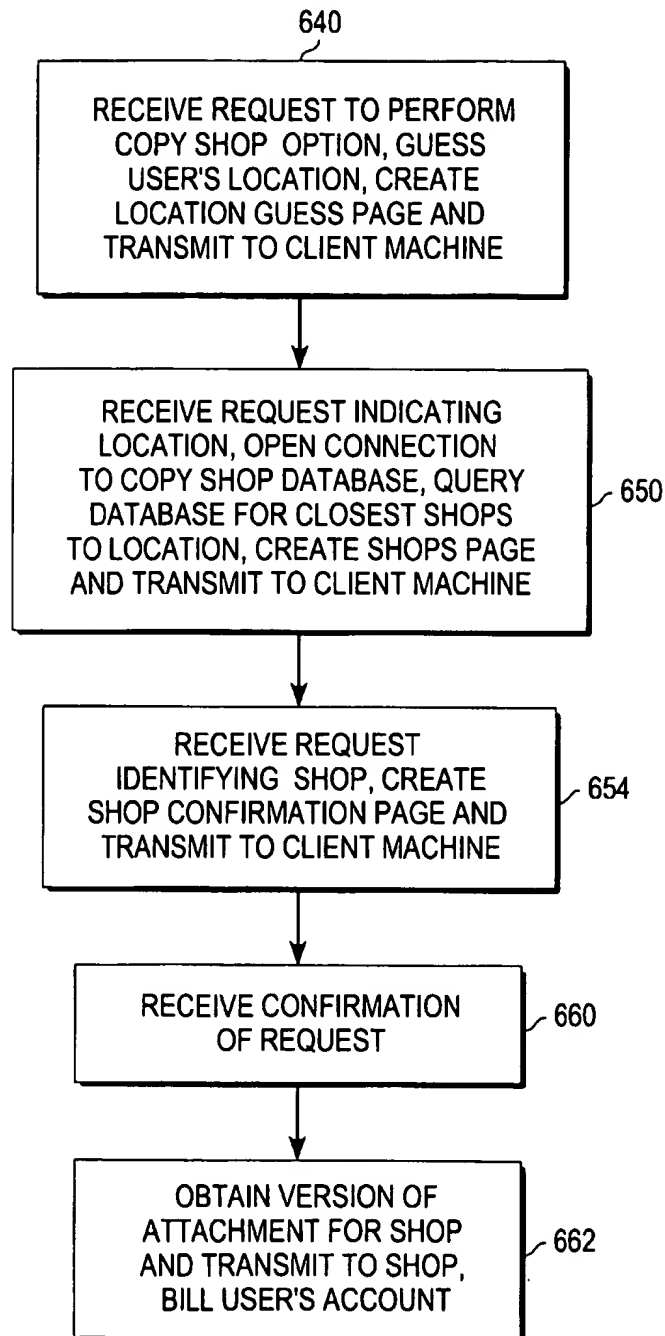 640
RECEIVE REQUEST TO PERFORM
COPY SHOP OPTION, GUESS
USER'S LOCATION, CREATE
LOCATION GUESS PAGE AND
TRANSMIT TO CLIENT MACHINE
RECEIVE REQUEST INDICATING
LOCATION, OPEN CONNECTION
TO COPY SHOP DATABASE, QUERY
DATABASE FOR CLOSEST SHOPS
TO LOCATION, CREATE SHOPS PAGE
AND TRANSMIT TO CLIENT MACHINE
650
RECEIVE REQUEST
IDENTIFYING SHOP, CREATE
SHOP CONFIRMATION PAGE AND
TRANSMIT TO CLIENT MACHINE
654
RECEIVE CONFIRMATION
OF REQUEST
660
OBTAIN VERSION OF
ATTACHMENT FOR SHOP
AND TRANSMIT TO SHOP,
BILL USER'S ACCOUNT
662